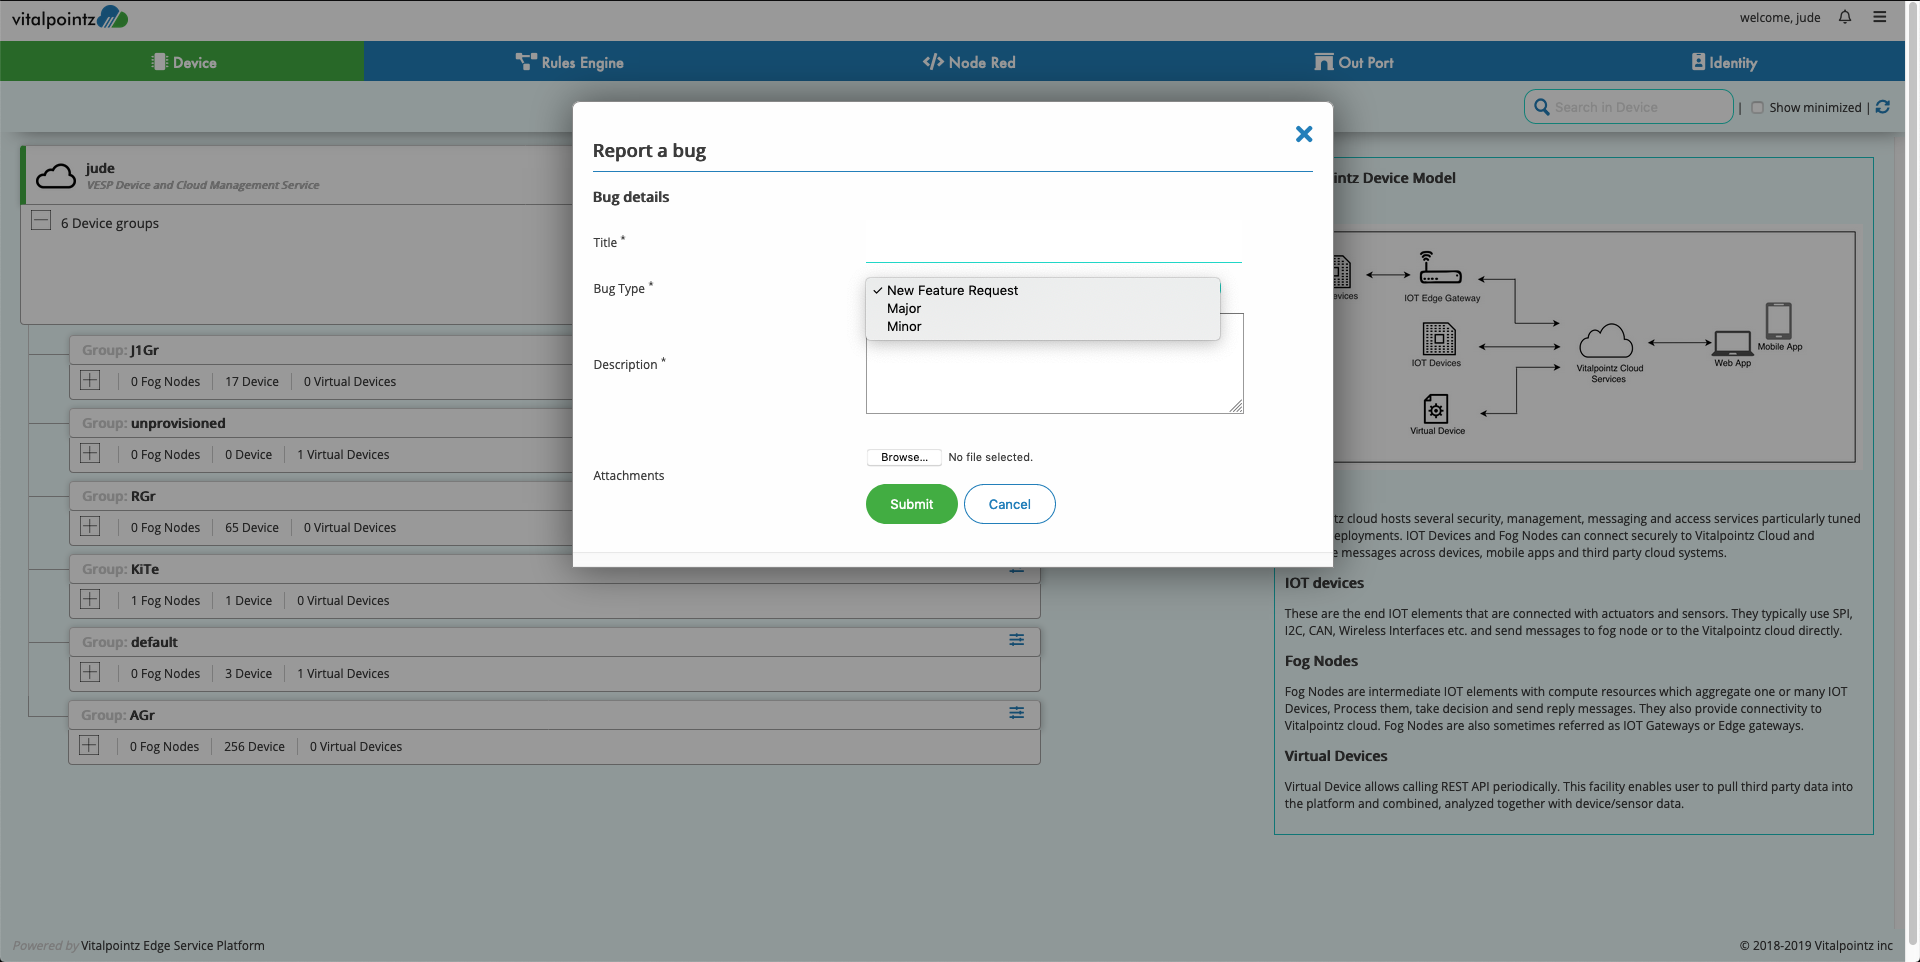 vitalpointz
welcome, jude
Device
Rules Engine
Node Red
Out Port
Identity
Search in Device
| Show minimized |
Report a bug
Bug details
Title *
Bug Type *
✓ New Feature Request
Major
Minor
Description *
Attachments
Browse... No file selected.
Submit
Cancel
jude
VESP Device and Cloud Management Service
6 Device groups
Group: J1Gr
0 Fog Nodes | 17 Device | 0 Virtual Devices
Group: unprovisioned
0 Fog Nodes | 0 Device | 1 Virtual Devices
Group: RGr
0 Fog Nodes | 65 Device | 0 Virtual Devices
Group: KiTe
1 Fog Nodes | 1 Device | 0 Virtual Devices
Group: default
0 Fog Nodes | 3 Device | 1 Virtual Devices
Group: AGr
0 Fog Nodes | 256 Device | 0 Virtual Devices
intz Device Model
evices
IOT Edge Gateway
IOT Devices
Virtual Device
Vitalpointz Cloud
Services
Web App
Mobile App
tz cloud hosts several security, management, messaging and access services particularly tuned
eployments. IOT Devices and Fog Nodes can connect securely to Vitalpointz Cloud and
e messages across devices, mobile apps and third party cloud systems.
IOT devices
These are the end IOT elements that are connected with actuators and sensors. They typically use SPI,
I2C, CAN, Wireless Interfaces etc. and send messages to fog node or to the Vitalpointz cloud directly.
Fog Nodes
Fog Nodes are intermediate IOT elements with compute resources which aggregate one or many IOT
Devices, Process them, take decision and send reply messages. They also provide connectivity to
Vitalpointz cloud. Fog Nodes are also sometimes referred as IOT Gateways or Edge gateways.
Virtual Devices
Virtual Device allows calling REST API periodically. This facility enables user to pull third party data into
the platform and combined, analyzed together with device/sensor data.
Powered by Vitalpointz Edge Service Platform
© 2018-2019 Vitalpointz inc